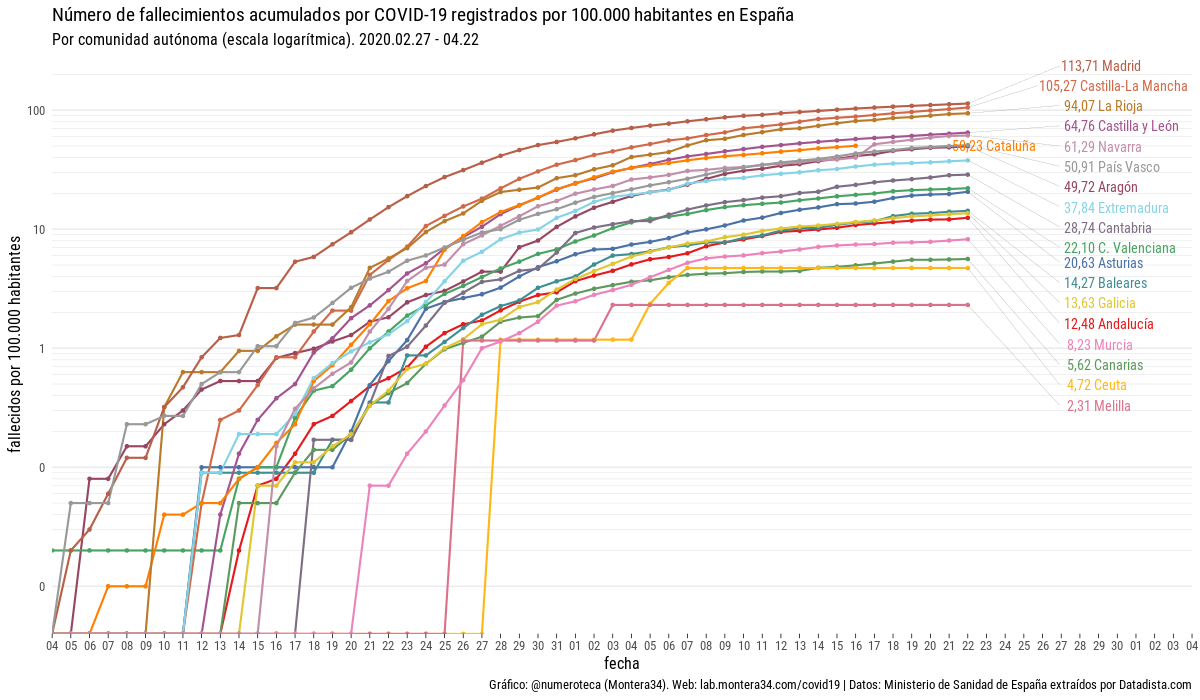 Número de fallecimientos acumulados por COVID-19 registrados por 100.000 habitantes en España
Por comunidad autónoma (escala logarítmica). 2020.02.27 - 04.22
113,71 Madrid
105,27 Castilla-La Mancha
94,07 La Rioja
64,76 Castilla y León
61,29 Navarra
50,23 Cataluña
50,91 País Vasco
49,72 Aragón
37,84 Extremadura
28,74 Cantabria
22,10 C. Valenciana
20,63 Asturias
14,27 Baleares
13,63 Galicia
12,48 Andalucía
8,23 Murcia
5,62 Canarias
4,72 Ceuta
2,31 Melilla
fallecidos por 100.000 habitantes
100
10
1
0
0
04 05 06 07 08 09 10 11 12 13 14 15 16 17 18 19 20 21 22 23 24 25 26 27 28 29 30 31 01 02 03 04 05 06 07 08 09 10 11 12 13 14 15 16 17 18 19 20 21 22 23 24 25 26 27 28 29 30 01 02 03 04
fecha
Gráfico: @numeroteca (Montera34). Web: lab.montera34.com/covid19 | Datos: Ministerio de Sanidad de España extraídos por Datadista.com